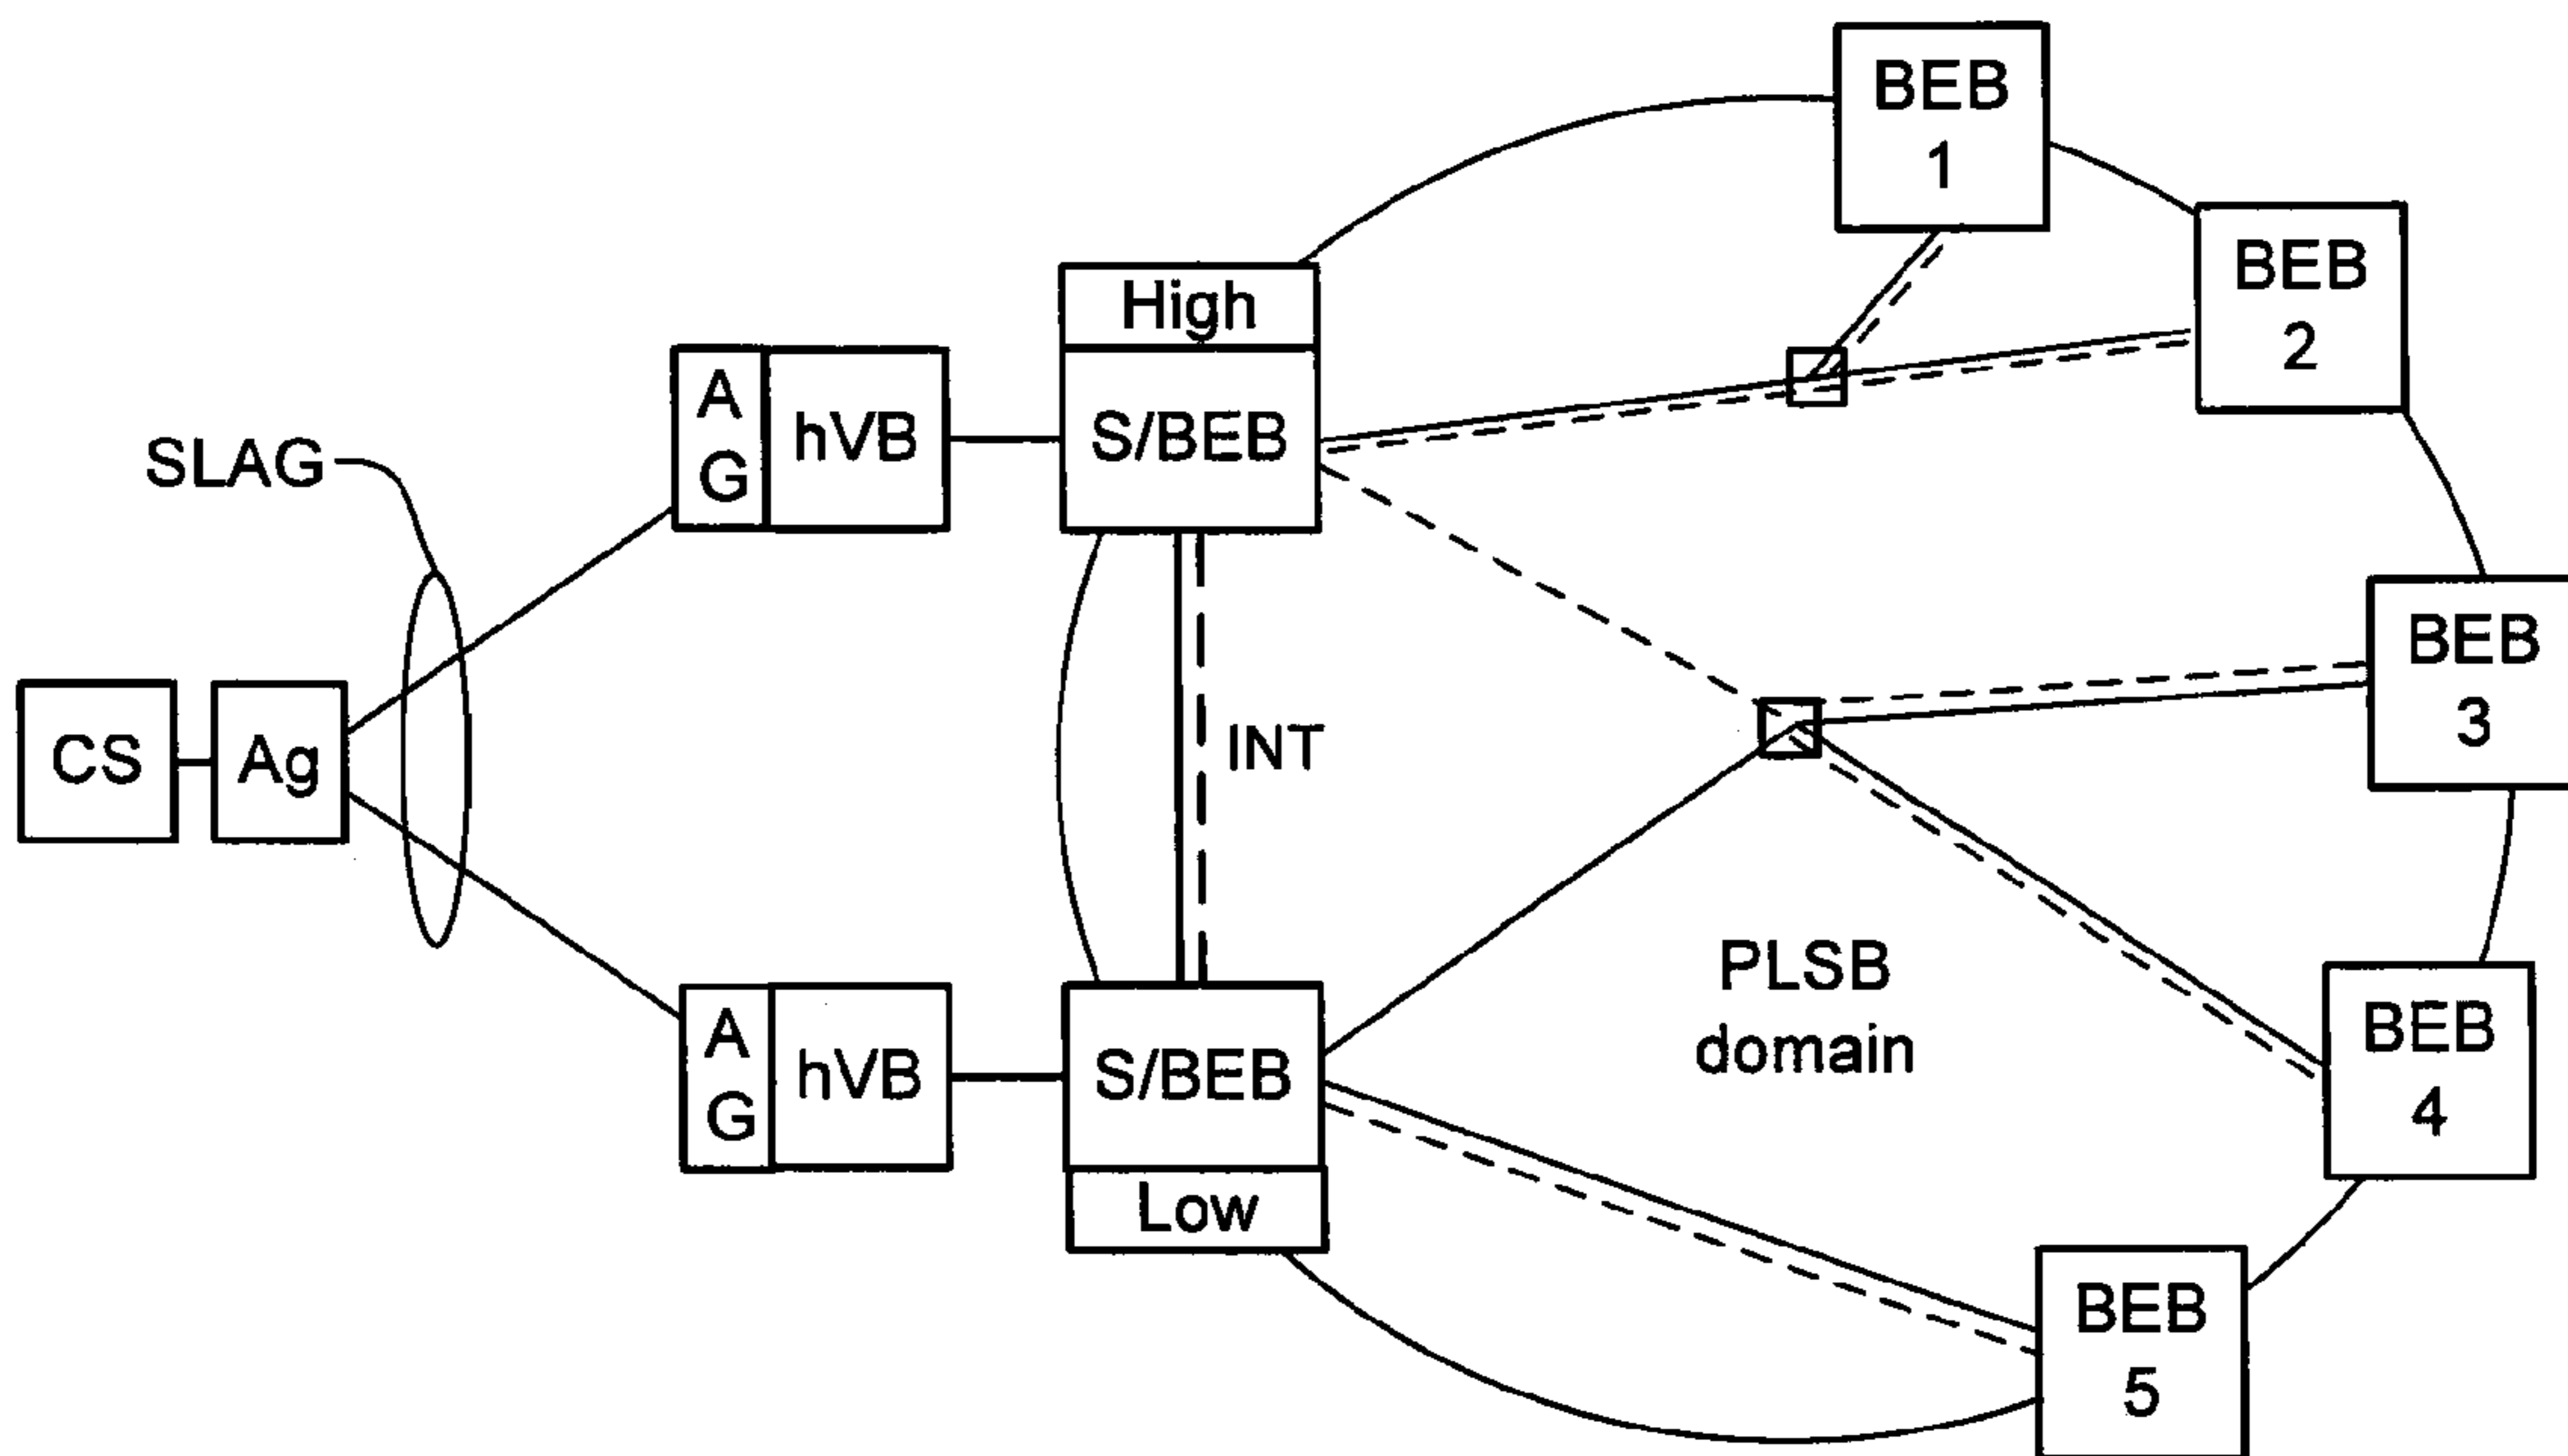 BEB
1
BEB
2
High
A
G
hVB
S/BEB
SLAG
BEB
3
CS
Ag
INT
PLSB
domain
A
G
hVB
S/BEB
BEB
4
Low
BEB
5